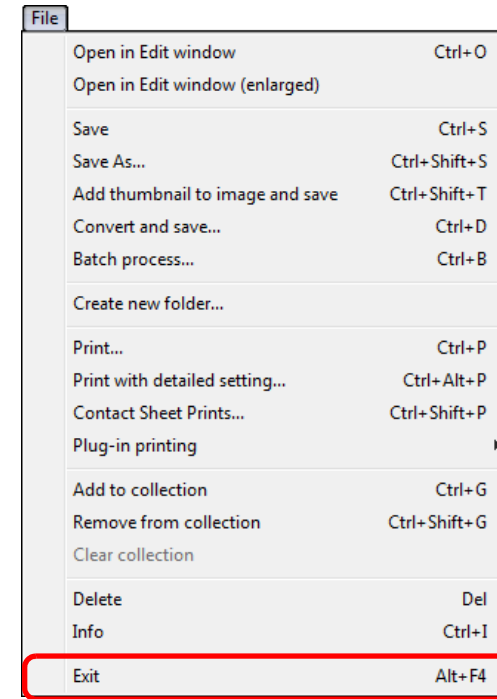 File
Open in Edit window Ctrl+O
Open in Edit window (enlarged)
Save Ctrl+S
Save As... Ctrl+Shift+S
Add thumbnail to image and save Ctrl+Shift+T
Convert and save... Ctrl+D
Batch process... Ctrl+B
Create new folder...
Print... Ctrl+P
Print with detailed setting... Ctrl+Alt+P
Contact Sheet Prints... Ctrl+Shift+P
Plug-in printing
Add to collection Ctrl+G
Remove from collection Ctrl+Shift+G
Clear collection
Delete Del
Info Ctrl+I
Exit Alt+F4